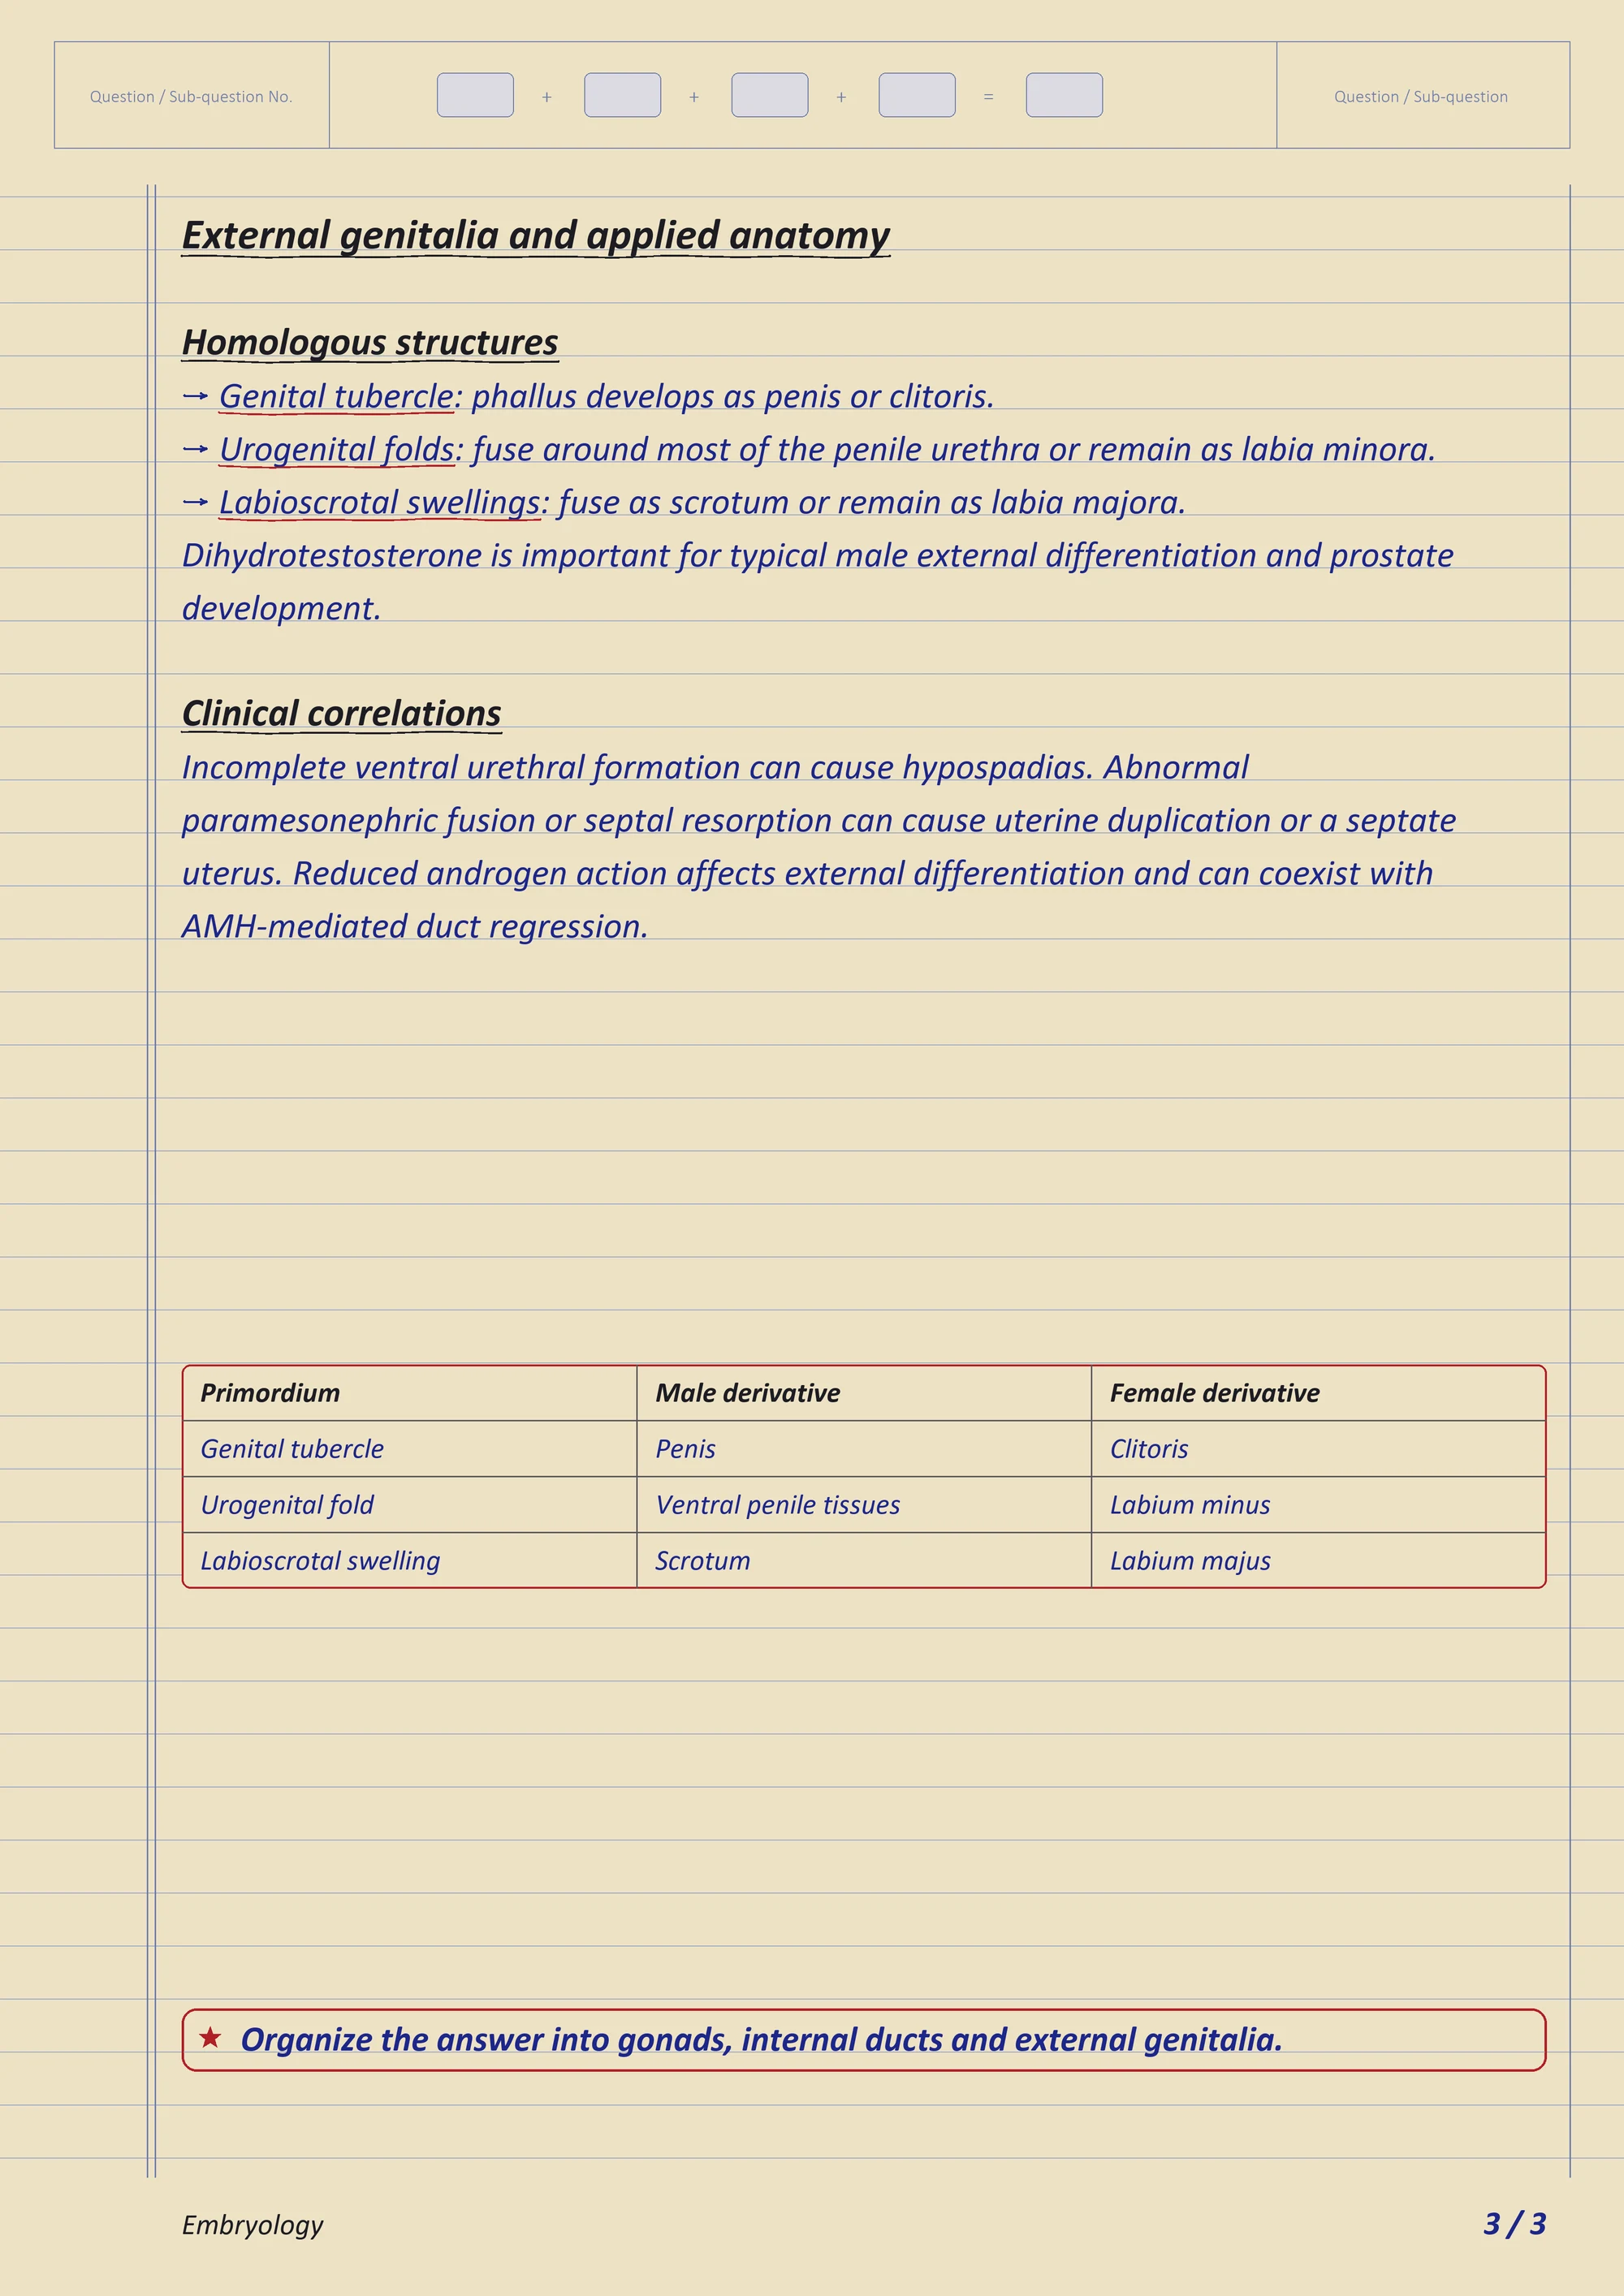 Question / Sub-question No.
+ + + =
Question / Sub-question
External genitalia and applied anatomy
Homologous structures
→ Genital tubercle: phallus develops as penis or clitoris.
→ Urogenital folds: fuse around most of the penile urethra or remain as labia minora.
→ Labioscrotal swellings: fuse as scrotum or remain as labia majora.
Dihydrotestosterone is important for typical male external differentiation and prostate
development.
Clinical correlations
Incomplete ventral urethral formation can cause hypospadias. Abnormal
paramesonephric fusion or septal resorption can cause uterine duplication or a septate
uterus. Reduced androgen action affects external differentiation and can coexist with
AMH-mediated duct regression.
Primordium Male derivative Female derivative
Genital tubercle Penis Clitoris
Urogenital fold Ventral penile tissues Labium minus
Labioscrotal swelling Scrotum Labium majus
★ Organize the answer into gonads, internal ducts and external genitalia.
Embryology
3 / 3